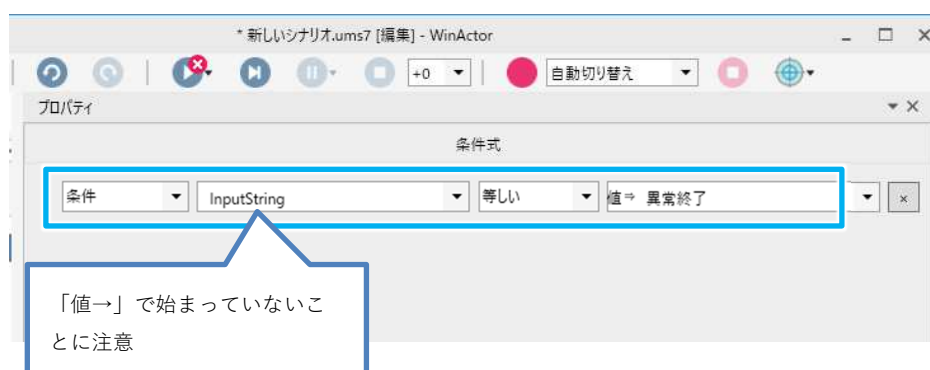 * 新しいシナリオ.ums7 [編集] - WinActor
+0 自動切り替え
プロパティ
条件式
条件 InputString 等しい 値⇒ 異常終了
「値→」で始まっていないこ
とに注意